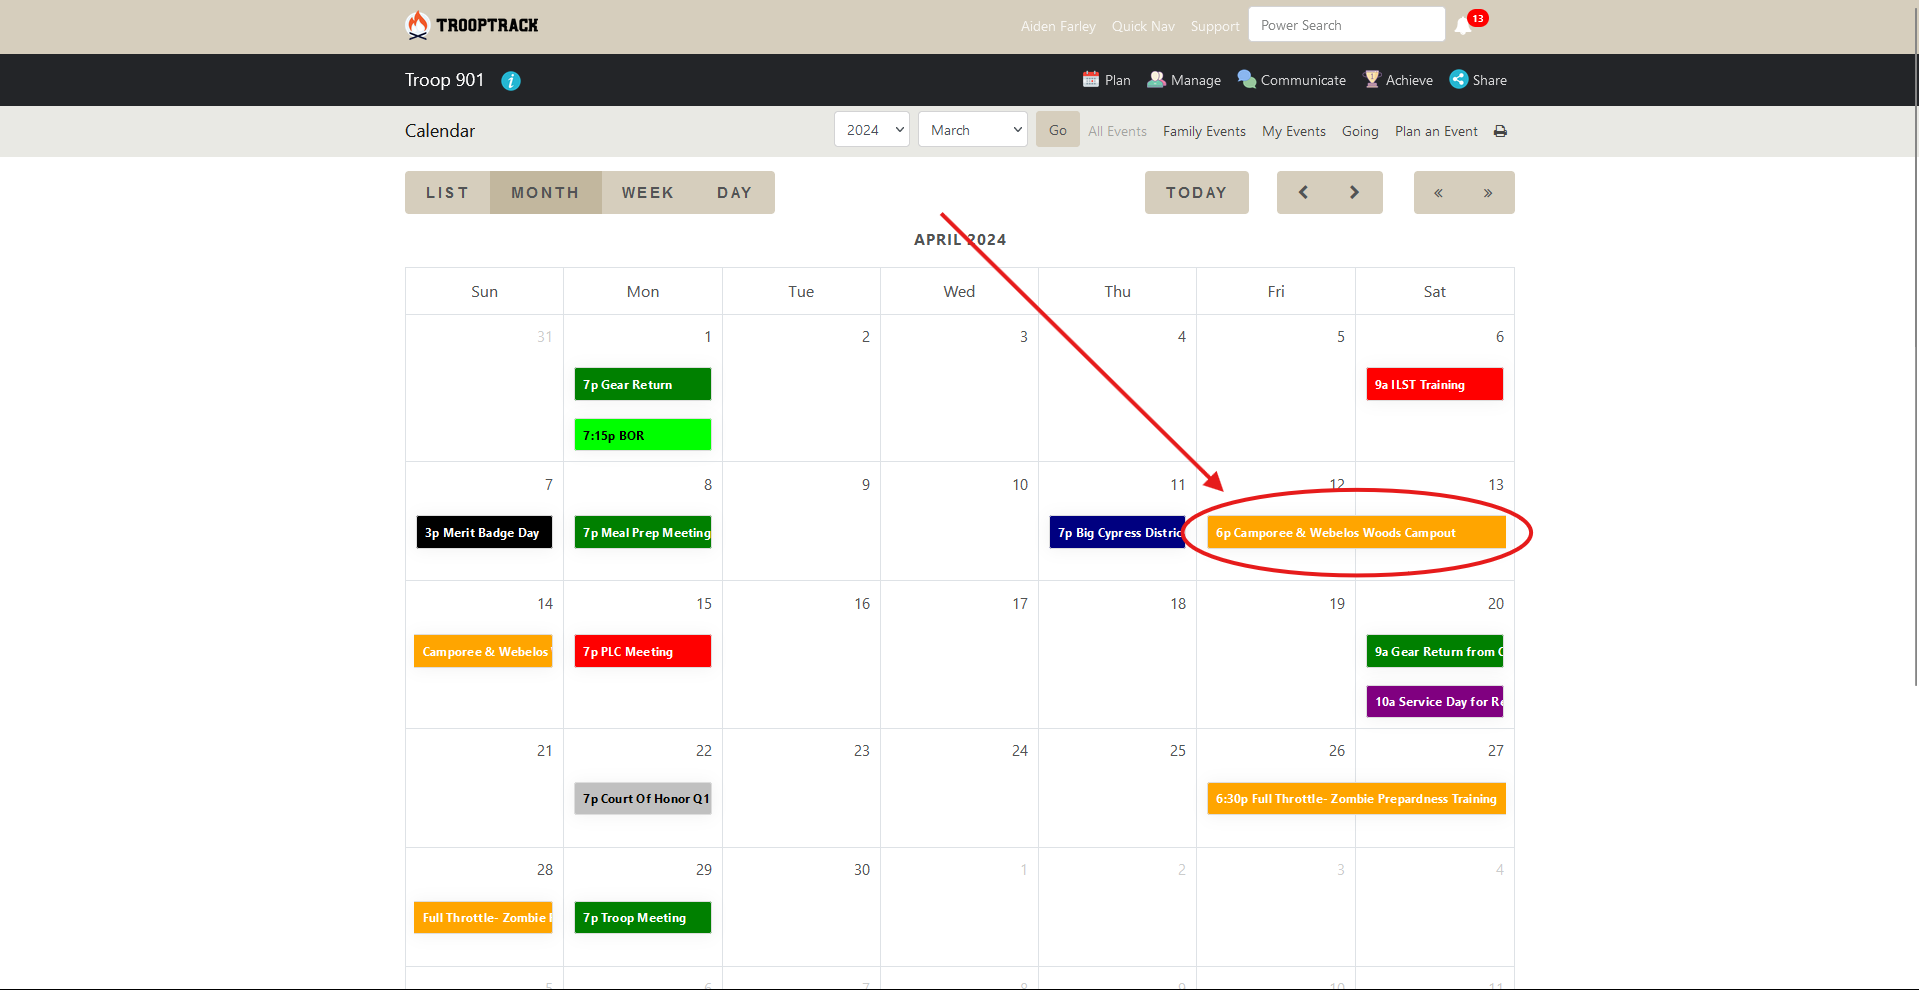 TROOPTRACK
Aiden Farley Quick Nav Support Power Search 13
Troop 901 i Plan Manage Communicate Achieve Share
Calendar 2024 March Go All Events Family Events My Events Going Plan an Event
LIST MONTH WEEK DAY TODAY
APRIL 2024
Sun Mon Tue Wed Thu Fri Sat
31 1 2 3 4 5 6
7p Gear Return 9a ILST Training
7:15p BOR
7 8 9 10 11 12 13
3p Merit Badge Day 7p Meal Prep Meeting 7p Big Cypress Distric 6p Camporee & Webelos Woods Campout
14 15 16 17 18 19 20
Camporee & Webelos 7p PLC Meeting 9a Gear Return from
10a Service Day for
21 22 23 24 25 26 27
7p Court Of Honor Q1 6:30p Full Throttle- Zombie Prepardness Training
28 29 30 1 2 3 4
Full Throttle- Zombie 7p Troop Meeting
5 6 7 8 9 10 11